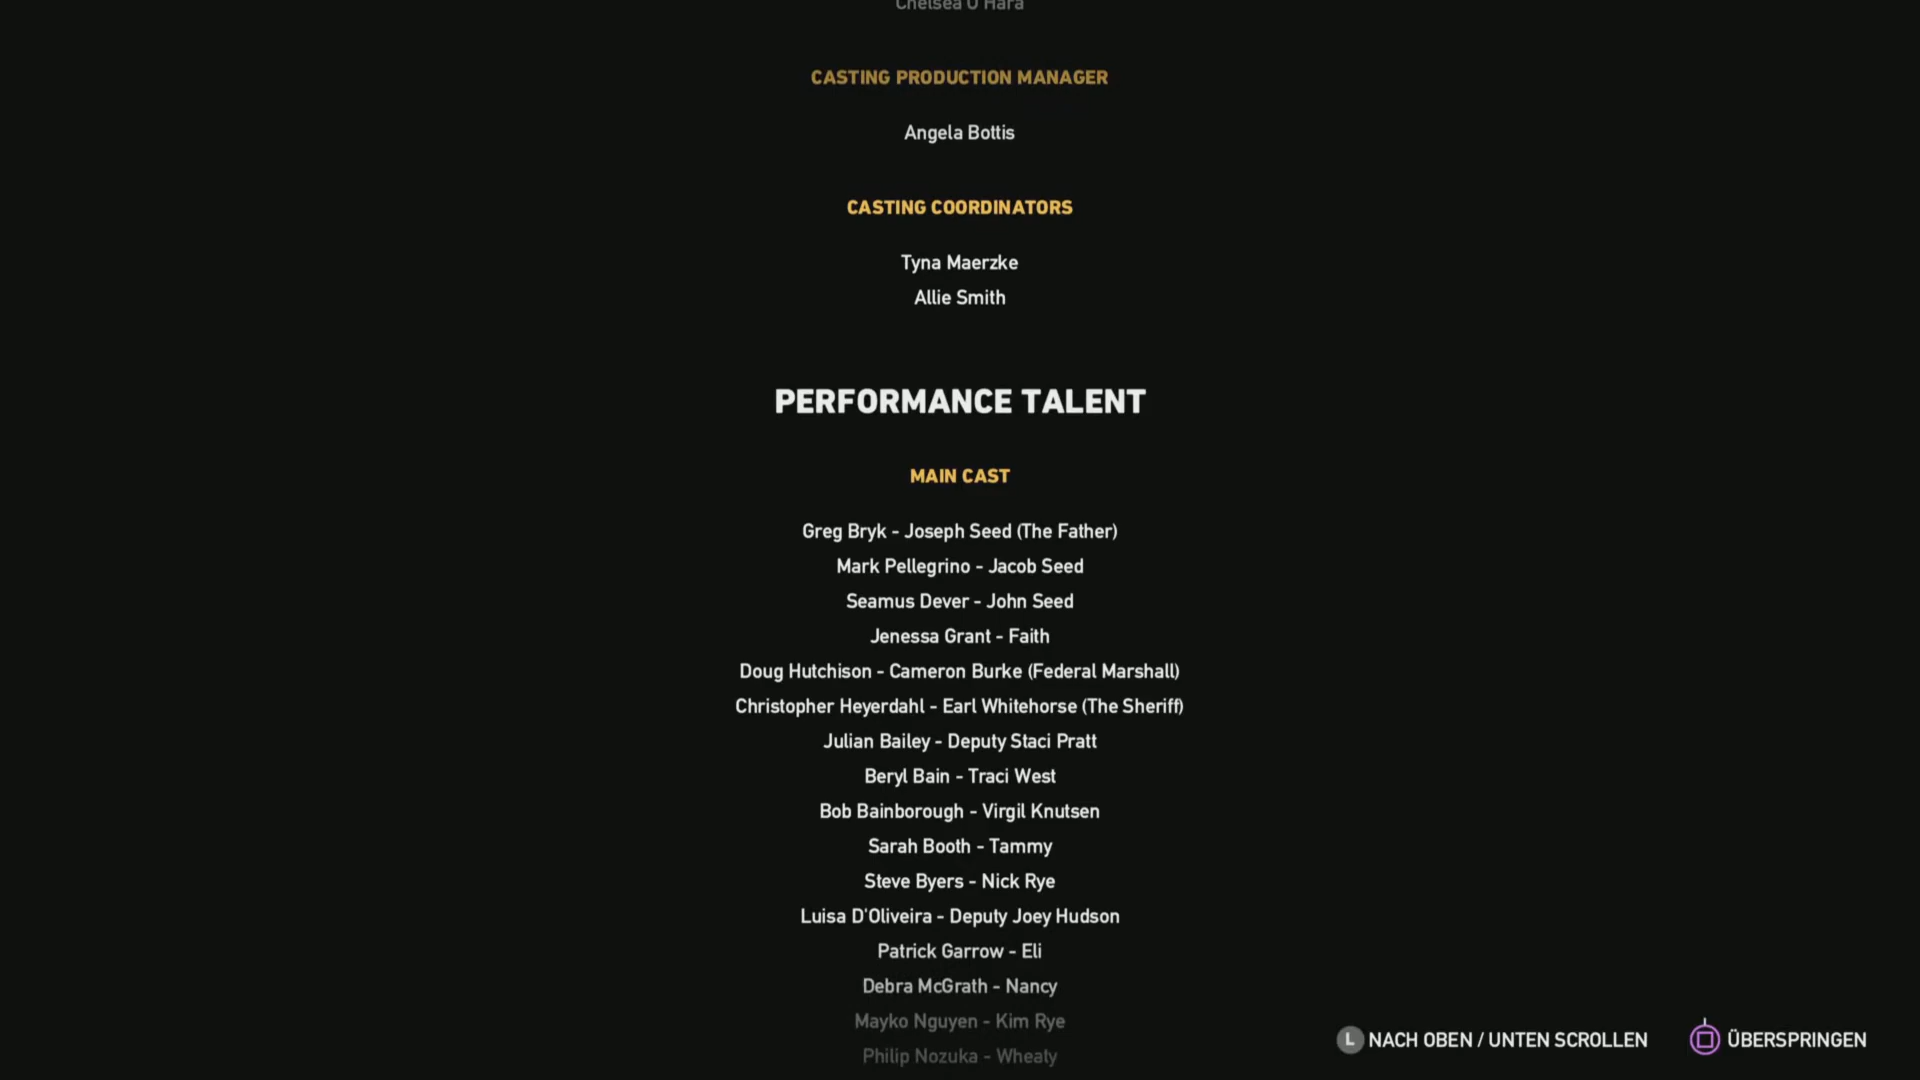 Chelsea O'Hara
CASTING PRODUCTION MANAGER
Angela Bottis
CASTING COORDINATORS
Tyna Maerzke
Allie Smith
PERFORMANCE TALENT
MAIN CAST
Greg Bryk - Joseph Seed (The Father)
Mark Pellegrino - Jacob Seed
Seamus Dever - John Seed
Jenessa Grant - Faith
Doug Hutchison - Cameron Burke (Federal Marshall)
Christopher Heyerdahl - Earl Whitehorse (The Sheriff)
Julian Bailey - Deputy Staci Pratt
Beryl Bain - Traci West
Bob Bainborough - Virgil Knutsen
Sarah Booth - Tammy
Steve Byers - Nick Rye
Luisa D'Oliveira - Deputy Joey Hudson
Patrick Garrow - Eli
Debra McGrath - Nancy
Mayko Nguyen - Kim Rye
Philip Nozuka - Wheaty
L NACH OBEN / UNTEN SCROLLEN
ÜBERSPRINGEN